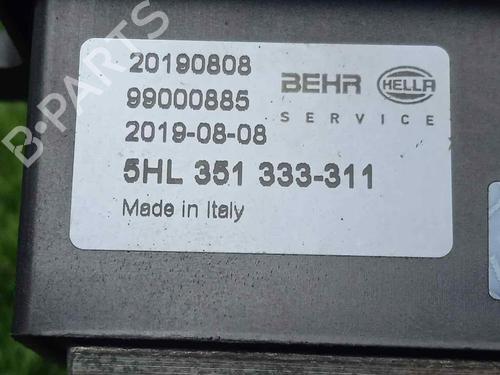 20190808
99000885
2019-08-08
5HL 351 333-311
Made in Italy
BEHR HELLA
SERVICE
B-PARTS